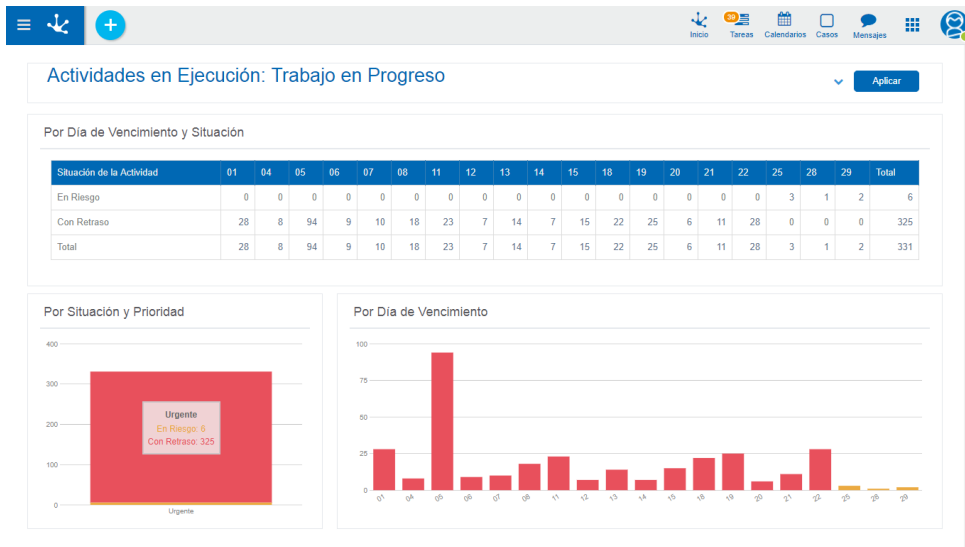 39
Inicio Tareas Calendarios Casos Mensajes
Actividades en Ejecución: Trabajo en Progreso
Aplicar
Por Día de Vencimiento y Situación
Situación de la Actividad 01 04 05 06 07 08 11 12 13 14 15 18 19 20 21 22 25 28 29 Total
En Riesgo 0 0 0 0 0 0 0 0 0 0 0 0 0 0 0 0 3 1 2 6
Con Retraso 28 8 94 9 10 18 23 7 14 7 15 22 25 6 11 28 0 0 0 325
Total 28 8 94 9 10 18 23 7 14 7 15 22 25 6 11 28 3 1 2 331
Por Situación y Prioridad
400
300
200
100
0
Urgente
En Riesgo: 6
Con Retraso: 325
Urgente
Por Día de Vencimiento
100
75
50
25
0
01 04 05 06 07 08 11 12 13 14 15 18 19 20 21 22 25 28 29